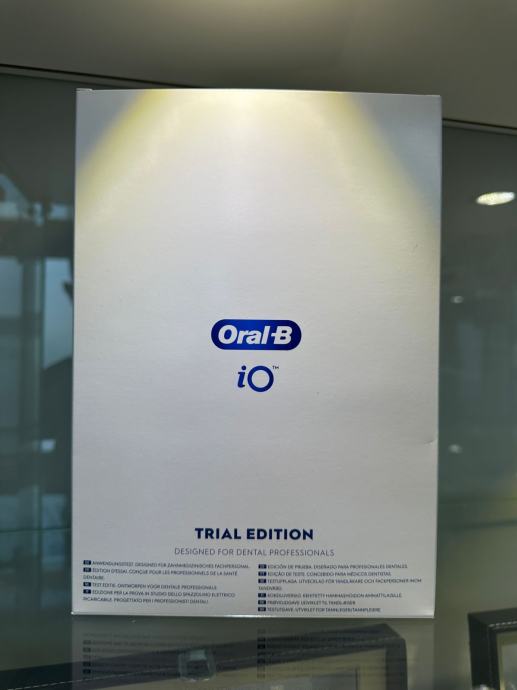 Oral-B
iO™
TRIAL EDITION
DESIGNED FOR DENTAL PROFESSIONALS
ANWENDUNGSTEST. DESIGNED FÜR ZAHNMEDIZINISCHES FACHPERSONAL.
ÉDITION D'ESSAI. CONÇUE POUR LES PROFESSIONNELS DE LA SANTÉ
DENTAIRE.
TEST EDITIE. ONTWORPEN VOOR DENTALE PROFESSIONALS
EDIZIONE PER LA PROVA IN STUDIO DELLO SPAZZOLINO ELETTRICO
RICARICABILE. PROGETTATO PER I PROFESSIONISTI DENTALI.
EDICIÓN DE PRUEBA. DISEÑADO PARA PROFESIONALES DENTALES.
EDIÇÃO DE TESTE. CONCEBIDO PARA MÉDICOS DENTISTAS.
TESTUPPLAGA. UTVECKLAD FÖR TANDLÄKARE OCH FACKPERSONER INOM
TANDVÅRD.